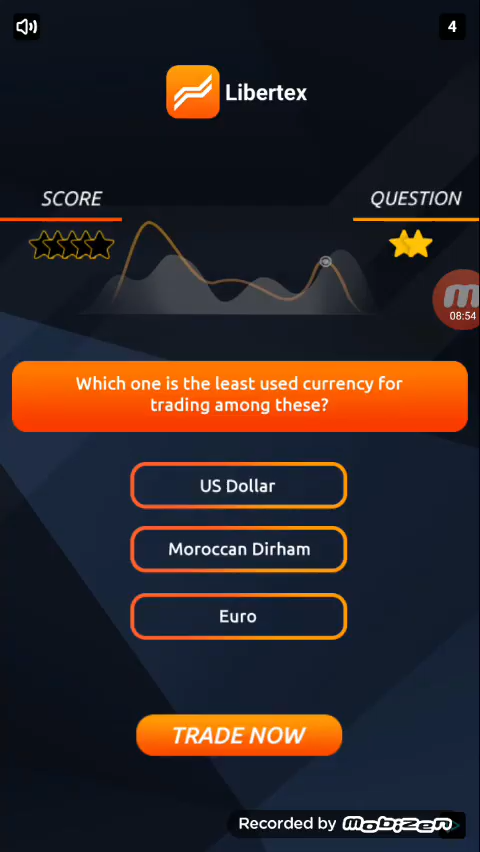 4
Libertex
SCORE
QUESTION
08:54
Which one is the least used currency for
trading among these?
US Dollar
Moroccan Dirham
Euro
TRADE NOW
Recorded by mobizen